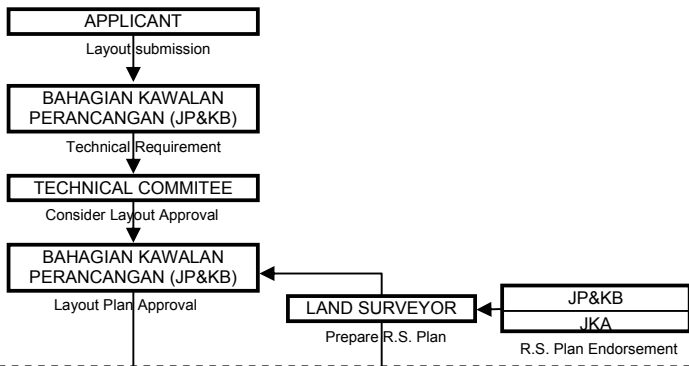 APPLICANT
Layout submission
BAHAGIAN KAWALAN
PERANCANGAN (JP&KB)
Technical Requirement
TECHNICAL COMMITEE
Consider Layout Approval
BAHAGIAN KAWALAN
PERANCANGAN (JP&KB)
Layout Plan Approval
LAND SURVEYOR
Prepare R.S. Plan
JP&KB
JKA
R.S. Plan Endorsement